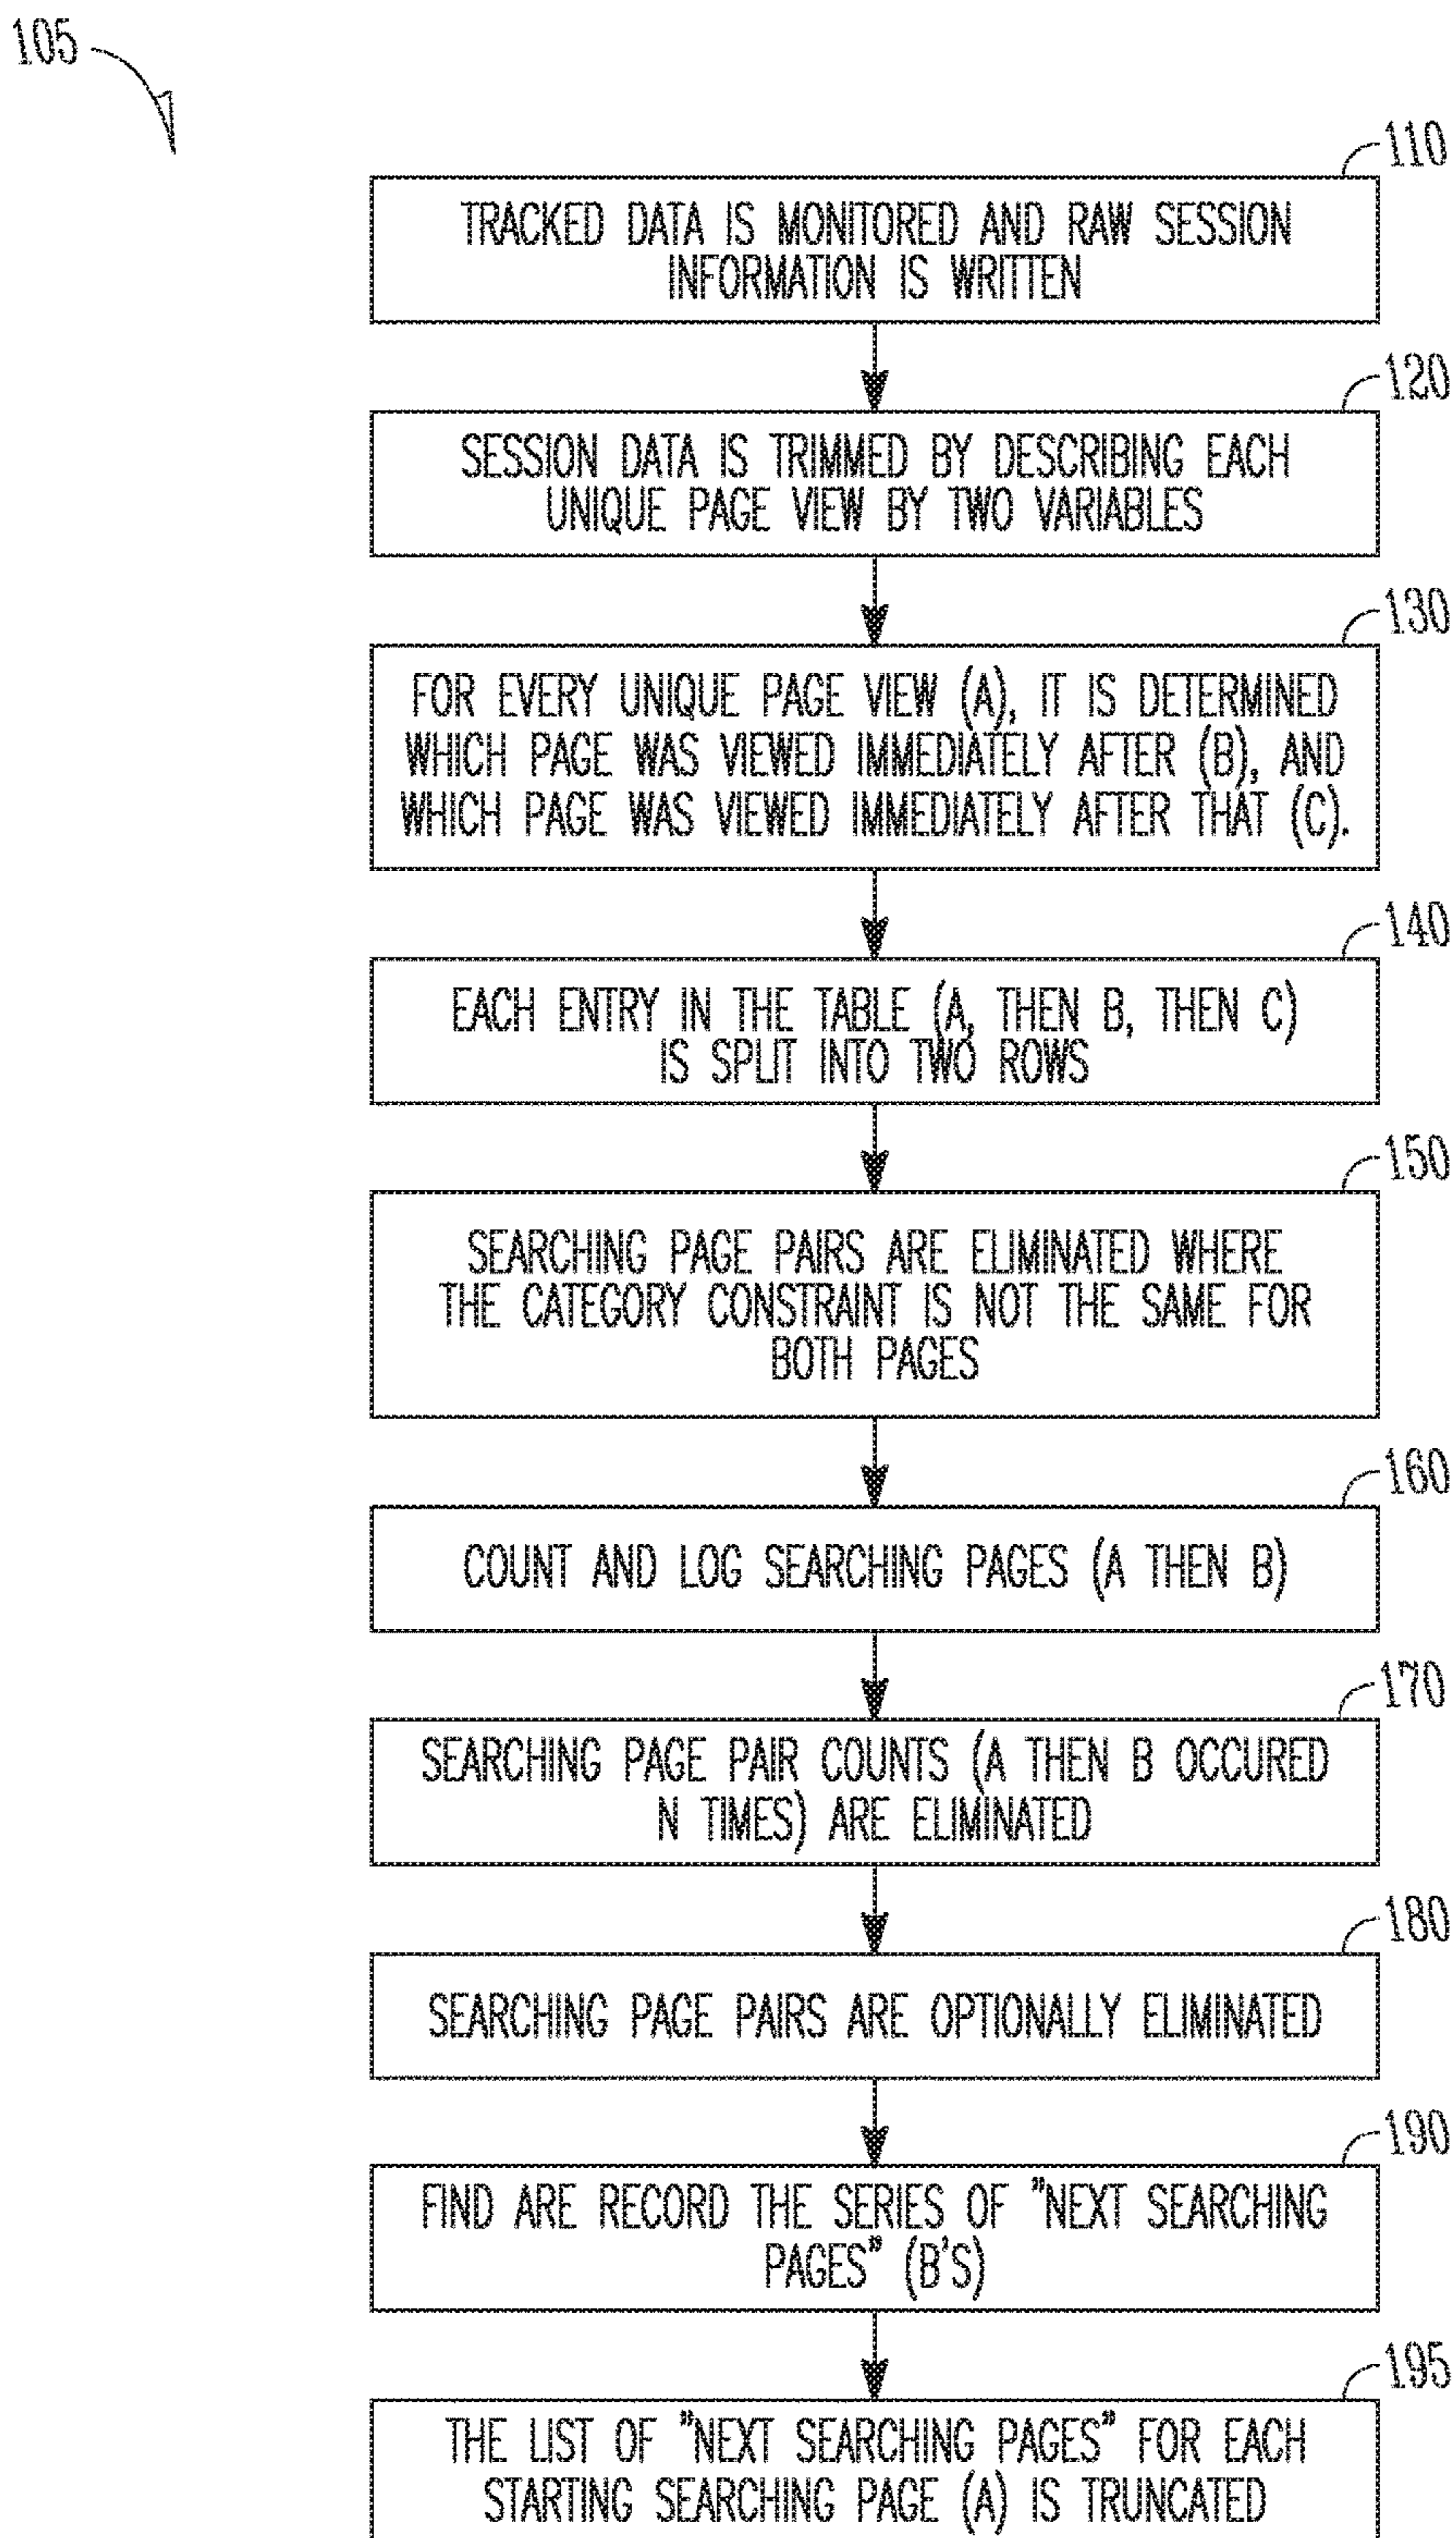 105
110
TRACKED DATA IS MONITORED AND RAW SESSION
INFORMATION IS WRITTEN
120
SESSION DATA IS TRIMMED BY DESCRIBING EACH
UNIQUE PAGE VIEW BY TWO VARIABLES
130
FOR EVERY UNIQUE PAGE VIEW (A), IT IS DETERMINED
WHICH PAGE WAS VIEWED IMMEDIATELY AFTER (B), AND
WHICH PAGE WAS VIEWED IMMEDIATELY AFTER THAT (C).
140
EACH ENTRY IN THE TABLE (A, THEN B, THEN C)
IS SPLIT INTO TWO ROWS
150
SEARCHING PAGE PAIRS ARE ELIMINATED WHERE
THE CATEGORY CONSTRAINT IS NOT THE SAME FOR
BOTH PAGES
160
COUNT AND LOG SEARCHING PAGES (A THEN B)
170
SEARCHING PAGE PAIR COUNTS (A THEN B OCCURED
N TIMES) ARE ELIMINATED
180
SEARCHING PAGE PAIRS ARE OPTIONALLY ELIMINATED
190
FIND ARE RECORD THE SERIES OF "NEXT SEARCHING
PAGES" (B'S)
195
THE LIST OF "NEXT SEARCHING PAGES" FOR EACH
STARTING SEARCHING PAGE (A) IS TRUNCATED